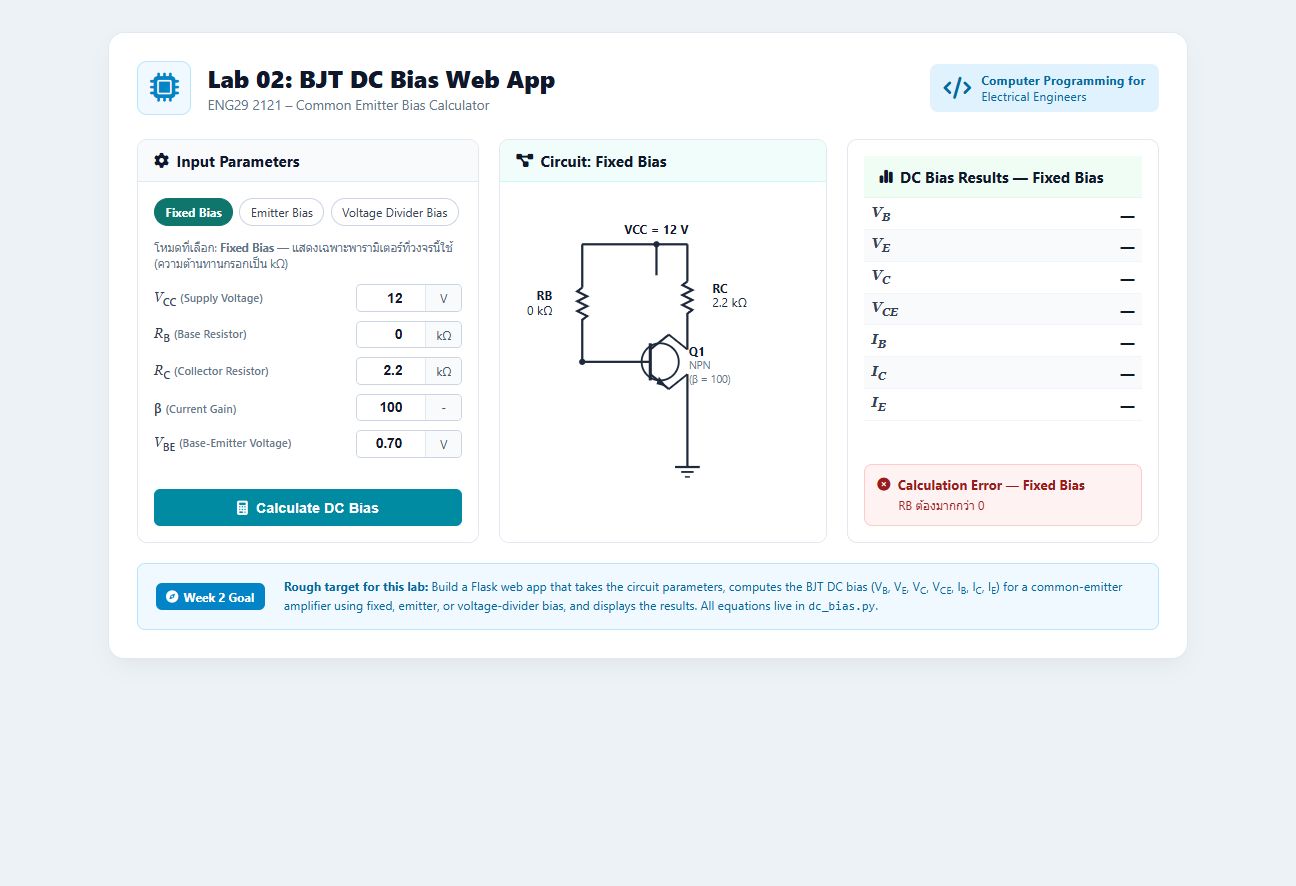 Lab 02: BJT DC Bias Web App
ENG29 2121 – Common Emitter Bias Calculator
Computer Programming for
Electrical Engineers
Input Parameters
Fixed Bias
Emitter Bias
Voltage Divider Bias
โหมดที่เลือก: Fixed Bias — แสดงเฉพาะพารามิเตอร์ที่วงจรนี้ใช้
(ความต้านทานกรอกเป็น kΩ)
VCC (Supply Voltage) 12 V
RB (Base Resistor) 0 kΩ
RC (Collector Resistor) 2.2 kΩ
β (Current Gain) 100 -
VBE (Base-Emitter Voltage) 0.70 V
Calculate DC Bias
Circuit: Fixed Bias
VCC = 12 V
RB
0 kΩ
RC
2.2 kΩ
Q1
NPN
(β = 100)
DC Bias Results — Fixed Bias
VB —
VE —
VC —
VCE —
IB —
IC —
IE —
Calculation Error — Fixed Bias
RB ต้องมากกว่า 0
Week 2 Goal
Rough target for this lab: Build a Flask web app that takes the circuit parameters, computes the BJT DC bias (VB, VE, VC, VCE, IB, IC, IE) for a common-emitter
amplifier using fixed, emitter, or voltage-divider bias, and displays the results. All equations live in dc_bias.py.